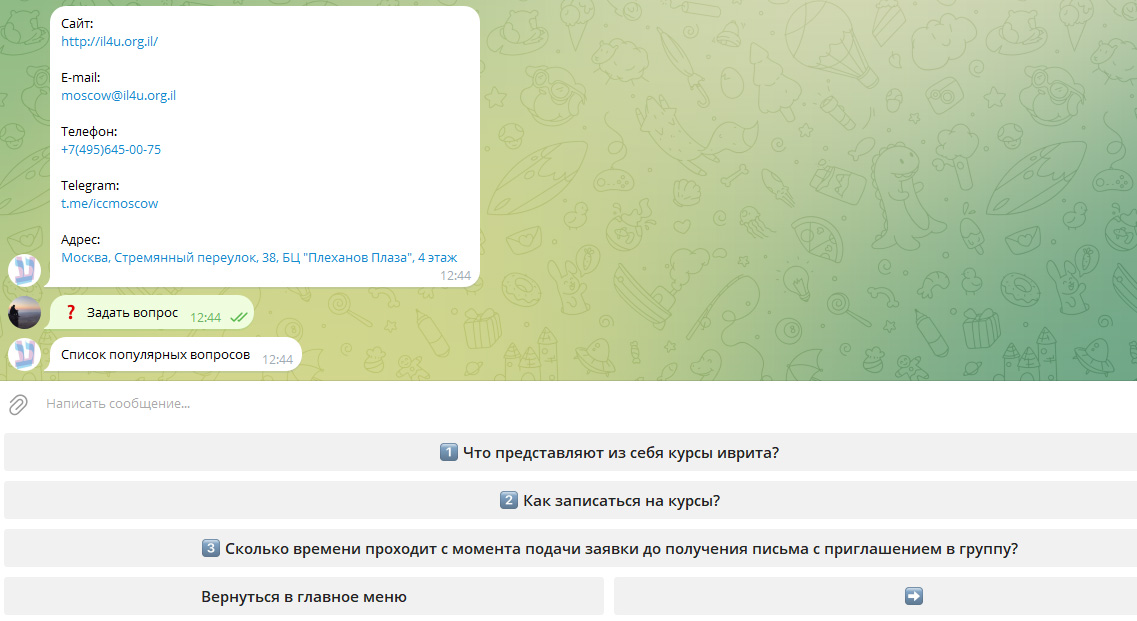 Сайт:
http://il4u.org.il/
E-mail:
moscow@il4u.org.il
Телефон:
+7(495)645-00-75
Telegram:
t.me/iccmoscow
Адрес:
Москва, Стремянный переулок, 38, БЦ "Плеханов Плаза", 4 этаж
12:44
❓ Задать вопрос 12:44
Список популярных вопросов 12:44
Написать сообщение...
1 Что представляют из себя курсы иврита?
2 Как записаться на курсы?
3 Сколько времени проходит с момента подачи заявки до получения письма с приглашением в группу?
Вернуться в главное меню ➡